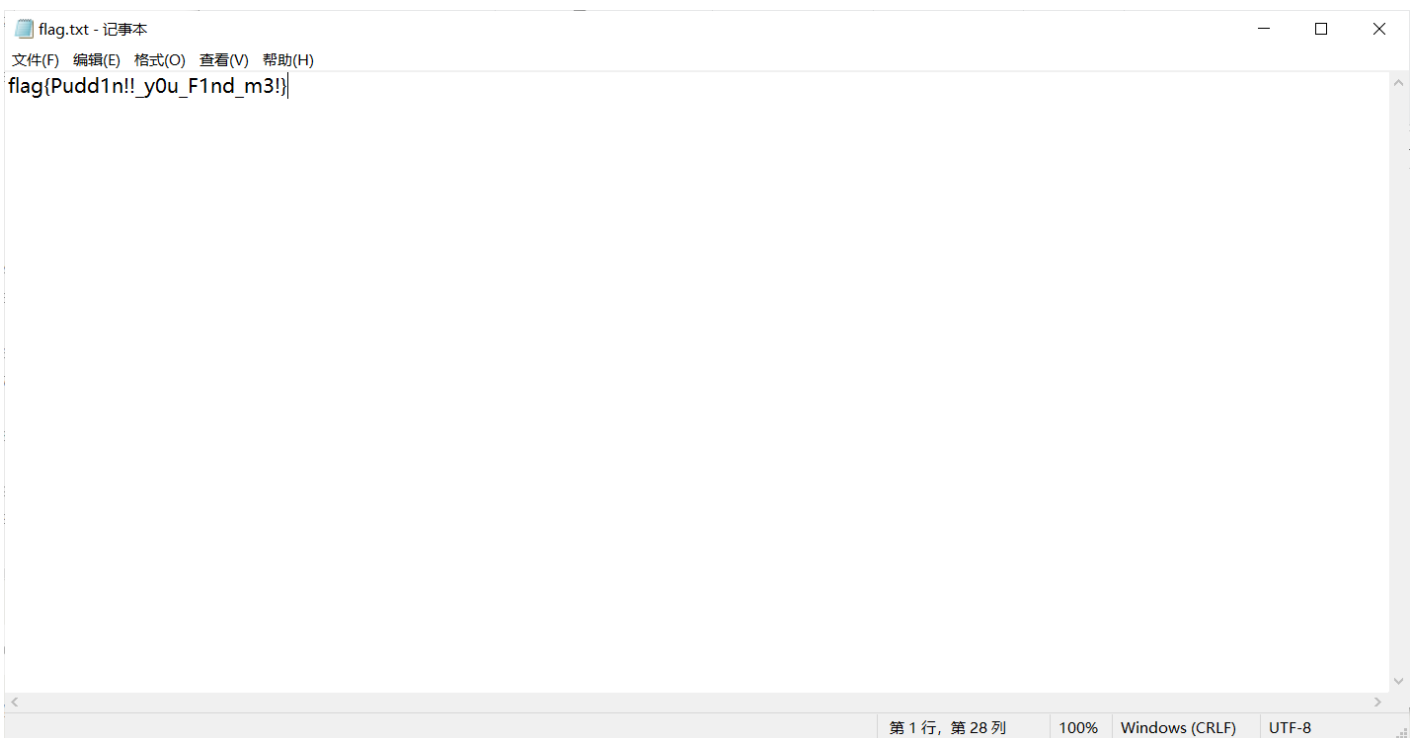 flag.txt - 记事本
文件(F) 编辑(E) 格式(O) 查看(V) 帮助(H)
flag{Pudd1n!!_y0u_F1nd_m3!}
第 1 行，第 28 列 100% Windows (CRLF) UTF-8